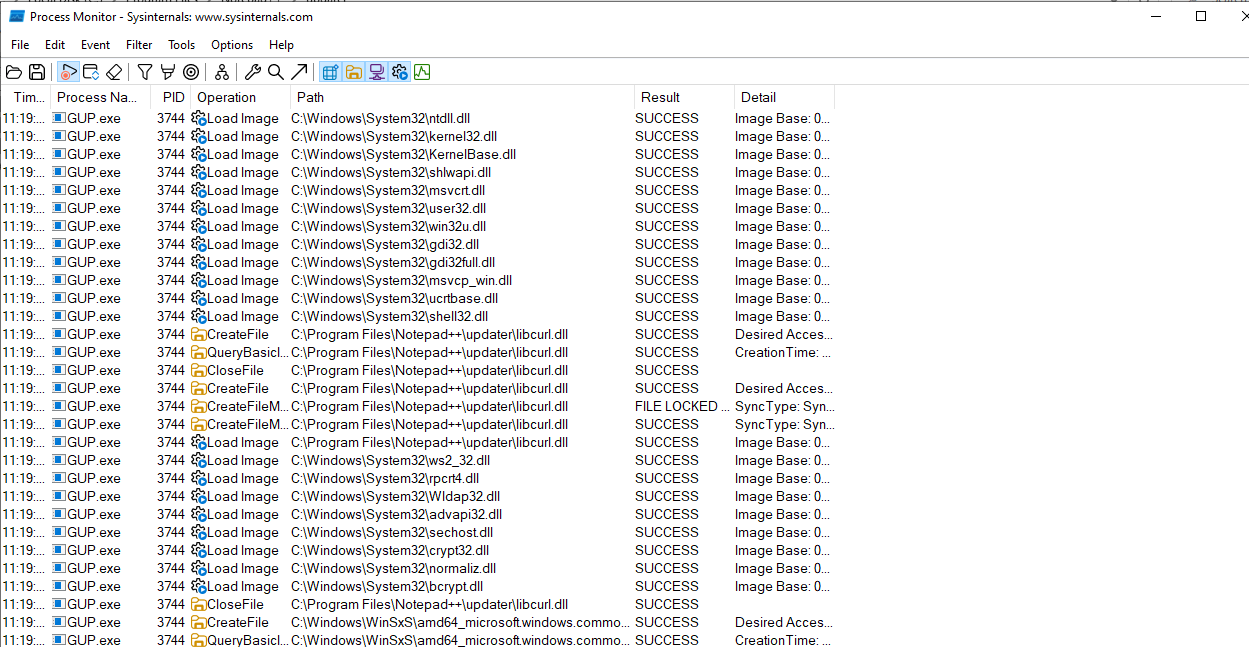 Process Monitor - Sysinternals: www.sysinternals.com
File Edit Event Filter Tools Options Help
Tim... Process Na... PID Operation Path Result Detail
11:19:... GUP.exe 3744 Load Image C:\Windows\System32\ntdll.dll SUCCESS Image Base: 0...
11:19:... GUP.exe 3744 Load Image C:\Windows\System32\kernel32.dll SUCCESS Image Base: 0...
11:19:... GUP.exe 3744 Load Image C:\Windows\System32\KernelBase.dll SUCCESS Image Base: 0...
11:19:... GUP.exe 3744 Load Image C:\Windows\System32\shlwapi.dll SUCCESS Image Base: 0...
11:19:... GUP.exe 3744 Load Image C:\Windows\System32\msvcrt.dll SUCCESS Image Base: 0...
11:19:... GUP.exe 3744 Load Image C:\Windows\System32\user32.dll SUCCESS Image Base: 0...
11:19:... GUP.exe 3744 Load Image C:\Windows\System32\win32u.dll SUCCESS Image Base: 0...
11:19:... GUP.exe 3744 Load Image C:\Windows\System32\gdi32.dll SUCCESS Image Base: 0...
11:19:... GUP.exe 3744 Load Image C:\Windows\System32\gdi32full.dll SUCCESS Image Base: 0...
11:19:... GUP.exe 3744 Load Image C:\Windows\System32\msvcp_win.dll SUCCESS Image Base: 0...
11:19:... GUP.exe 3744 Load Image C:\Windows\System32\ucrtbase.dll SUCCESS Image Base: 0...
11:19:... GUP.exe 3744 Load Image C:\Windows\System32\shell32.dll SUCCESS Image Base: 0...
11:19:... GUP.exe 3744 CreateFile C:\Program Files\Notepad++\updater\libcurl.dll SUCCESS Desired Acces...
11:19:... GUP.exe 3744 QueryBasicI... C:\Program Files\Notepad++\updater\libcurl.dll SUCCESS CreationTime: ...
11:19:... GUP.exe 3744 CloseFile C:\Program Files\Notepad++\updater\libcurl.dll SUCCESS
11:19:... GUP.exe 3744 CreateFile C:\Program Files\Notepad++\updater\libcurl.dll SUCCESS Desired Acces...
11:19:... GUP.exe 3744 CreateFileM... C:\Program Files\Notepad++\updater\libcurl.dll FILE LOCKED ... SyncType: Syn...
11:19:... GUP.exe 3744 CreateFileM... C:\Program Files\Notepad++\updater\libcurl.dll SUCCESS SyncType: Syn...
11:19:... GUP.exe 3744 Load Image C:\Program Files\Notepad++\updater\libcurl.dll SUCCESS Image Base: 0...
11:19:... GUP.exe 3744 Load Image C:\Windows\System32\ws2_32.dll SUCCESS Image Base: 0...
11:19:... GUP.exe 3744 Load Image C:\Windows\System32\rpcrt4.dll SUCCESS Image Base: 0...
11:19:... GUP.exe 3744 Load Image C:\Windows\System32\Wldap32.dll SUCCESS Image Base: 0...
11:19:... GUP.exe 3744 Load Image C:\Windows\System32\advapi32.dll SUCCESS Image Base: 0...
11:19:... GUP.exe 3744 Load Image C:\Windows\System32\sechost.dll SUCCESS Image Base: 0...
11:19:... GUP.exe 3744 Load Image C:\Windows\System32\crypt32.dll SUCCESS Image Base: 0...
11:19:... GUP.exe 3744 Load Image C:\Windows\System32\normaliz.dll SUCCESS Image Base: 0...
11:19:... GUP.exe 3744 Load Image C:\Windows\System32\bcrypt.dll SUCCESS Image Base: 0...
11:19:... GUP.exe 3744 CloseFile C:\Program Files\Notepad++\updater\libcurl.dll SUCCESS
11:19:... GUP.exe 3744 CreateFile C:\Windows\WinSxS\amd64_microsoft.windows.commo... SUCCESS Desired Acces...
11:19:... GUP.exe 3744 QueryBasicI... C:\Windows\WinSxS\amd64_microsoft.windows.commo... SUCCESS CreationTime: ...